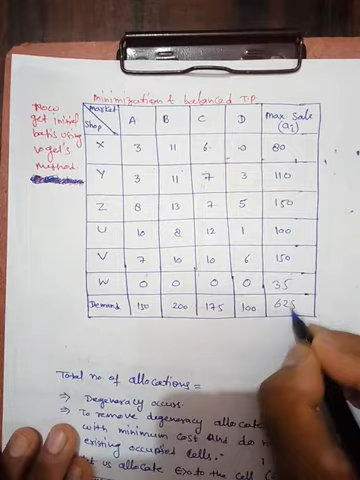 Minimization & balanced TP
Now get initial basis using Vogel's method
Market
Shop A B C D Max Sale (ai)
X 3 11 6 0 80
Y 3 11 7 3 110
Z 8 13 7 5 150
U 10 8 12 1 100
V 7 10 10 6 150
W 0 0 0 0 35
Demand 150 200 175 100 625
Total no. of allocations =
⇒ Degeneracy occurs.
⇒ To remove degeneracy allocate
with minimum cost and do
existing occupied cells.
us allocate to the cell